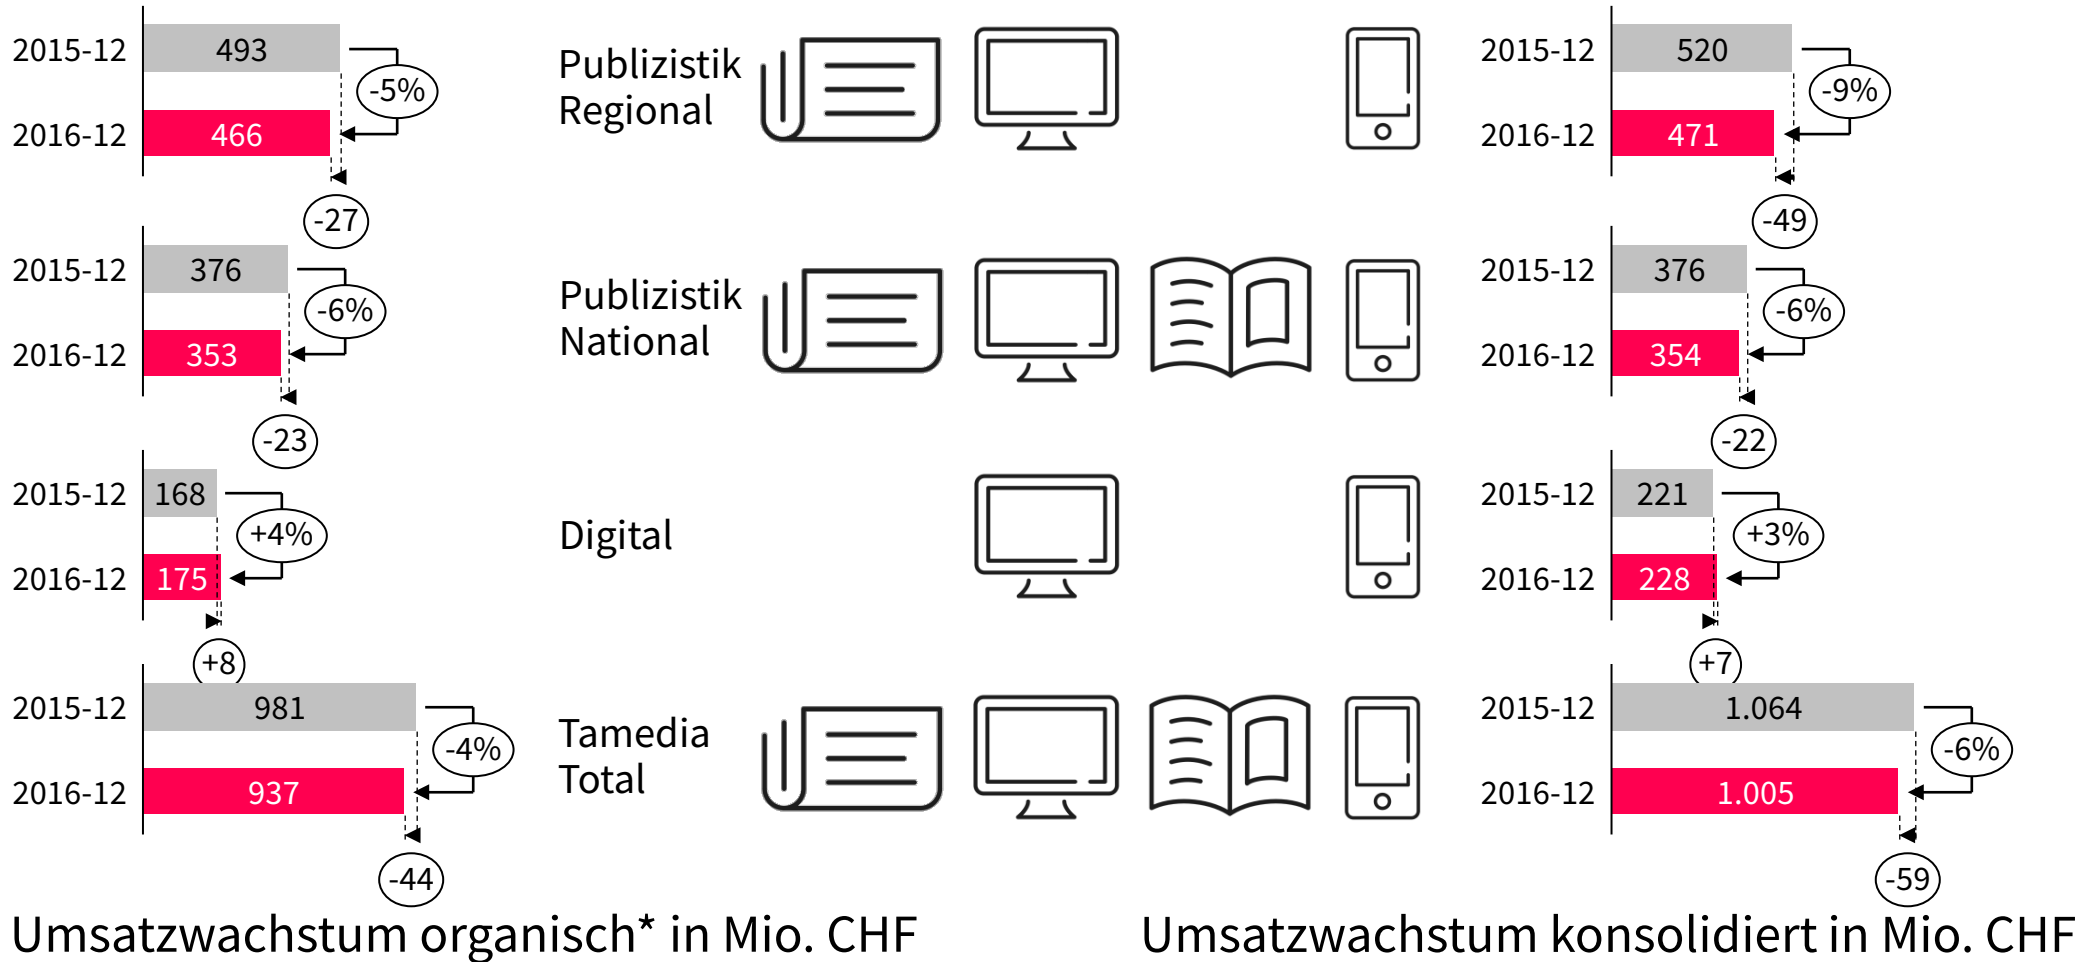 2015-12 493 -5%
2016-12 466
-27
Publizistik
Regional
2015-12 520 -9%
2016-12 471
-49
2015-12 376 -6%
2016-12 353
-23
Publizistik
National
2015-12 376 -6%
2016-12 354
-22
2015-12 168 +4%
2016-12 175
+8
Digital
2015-12 221 +3%
2016-12 228
+7
2015-12 981 -4%
2016-12 937
-44
Tamedia
Total
2015-12 1.064 -6%
2016-12 1.005
-59
Umsatzwachstum organisch* in Mio. CHF
Umsatzwachstum konsolidiert in Mio. CHF